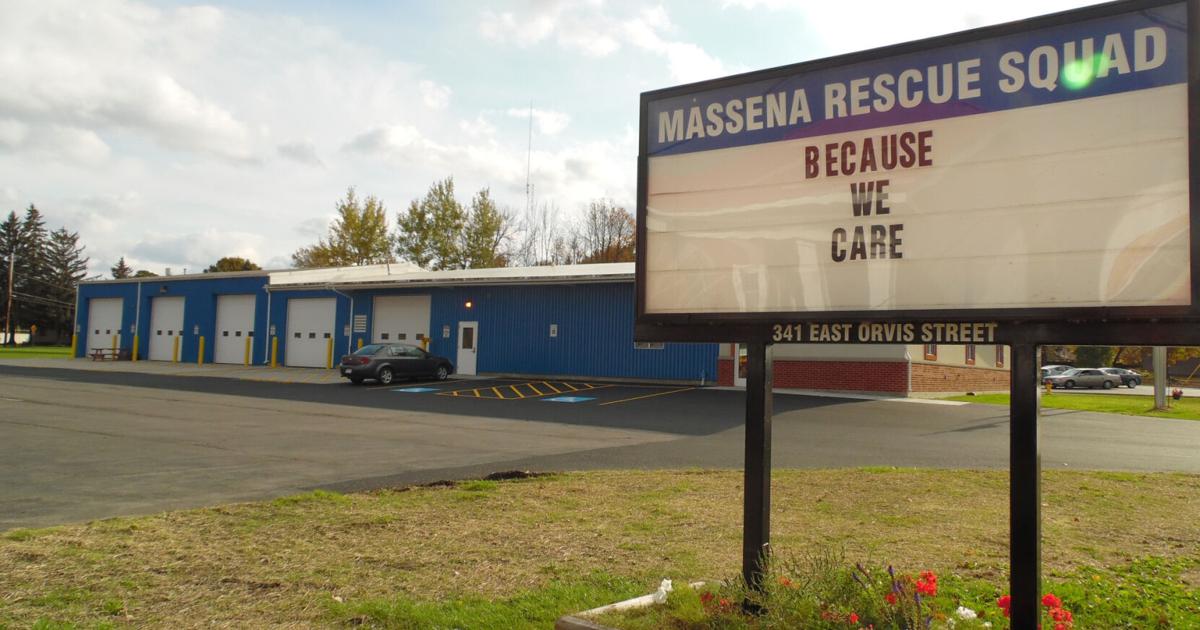 MASSENA RESCUE SQUAD
BECAUSE
WE
CARE
341 EAST ORVIS STREET